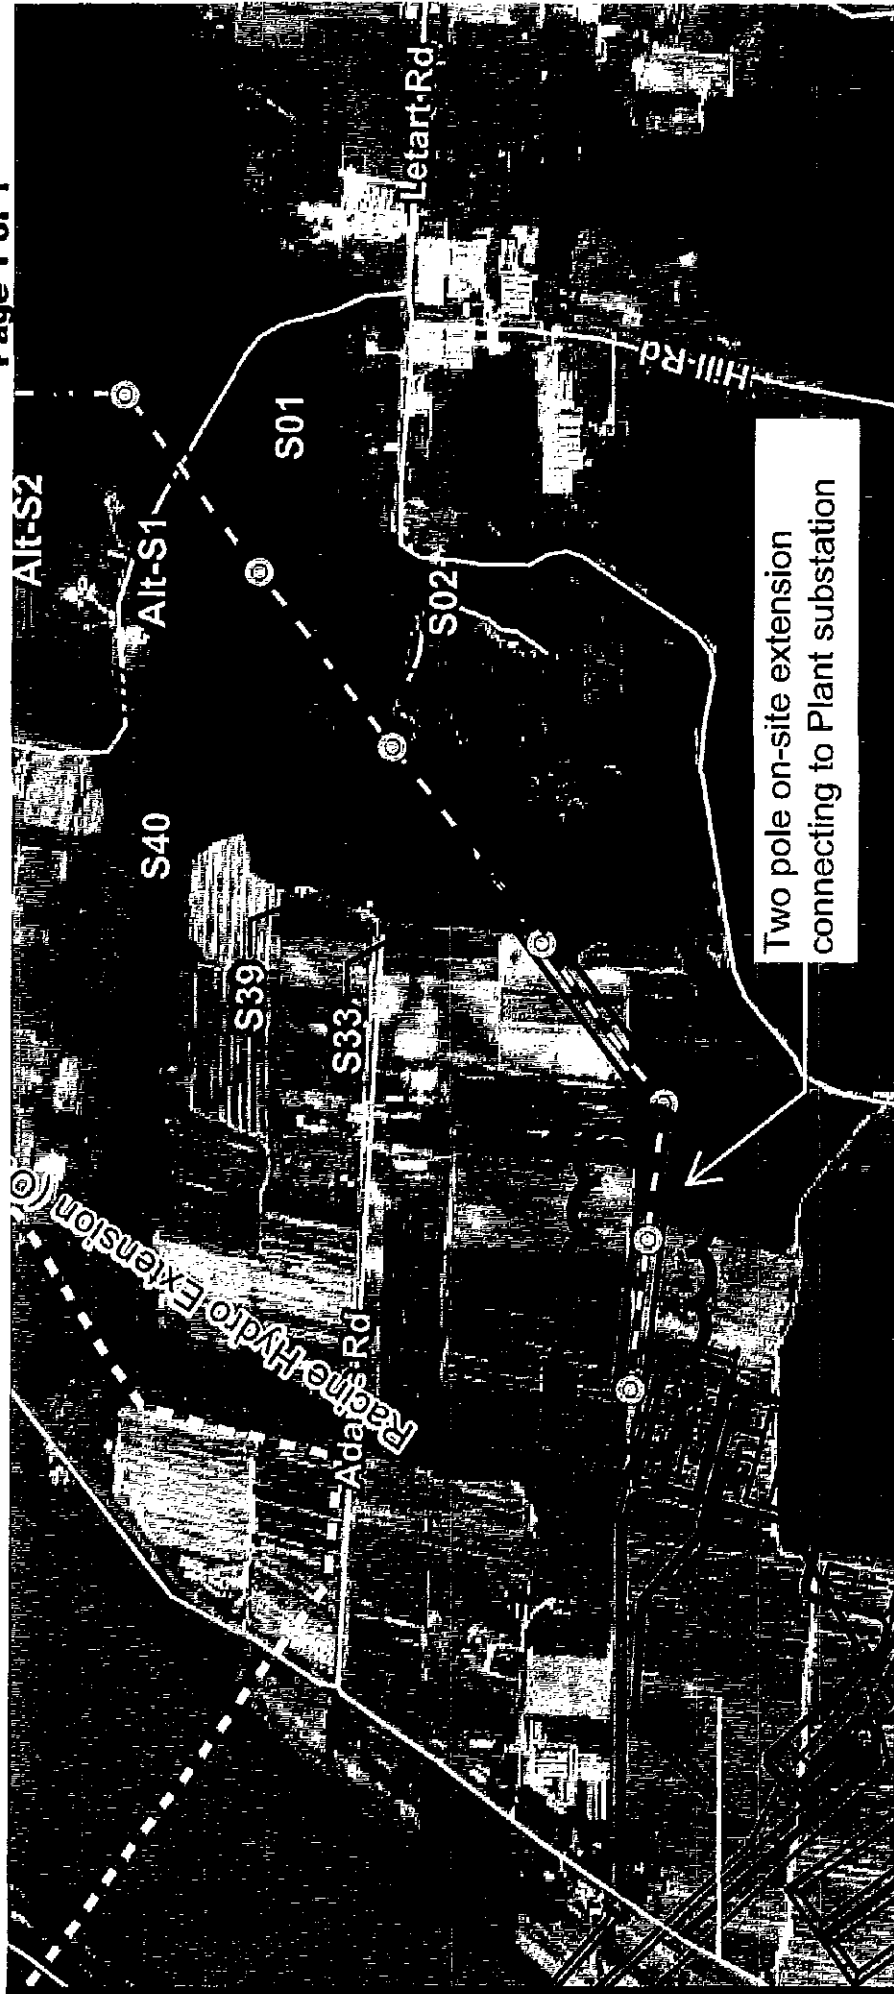 Page 1 of 1
Alt-S2
Alt-S1
S01
Letart-Rd
Hill-Rd
S02
S40
S39
S33
Racine Hydro Extension (O
Adams-Rd
Two pole on-site extension
connecting to Plant substation